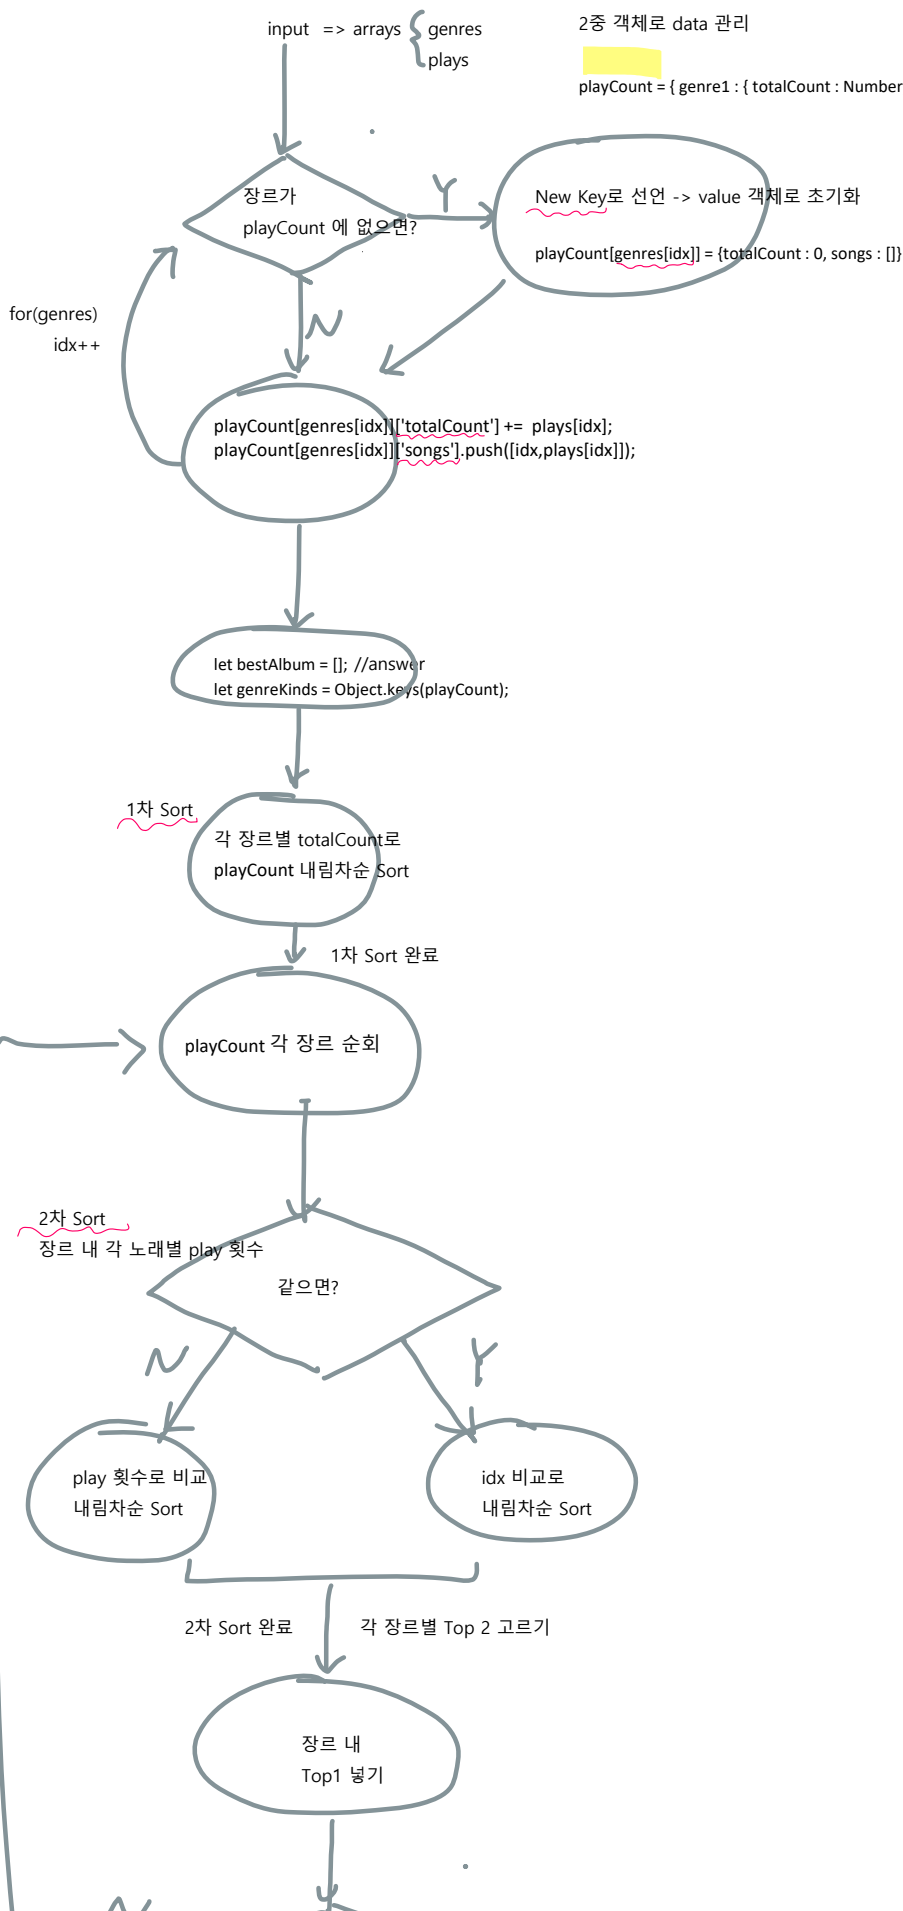 input => arrays
genres
plays
2중 객체로 data 관리
playCount = { genre1 : { totalCount : Number
장르가
playCount 에 없으면?
Y
New Key로 선언 -> value 객체로 초기화
playCount[genres[idx]] = {totalCount : 0, songs : []}
N
for(genres)
idx++
playCount[genres[idx]]['totalCount'] += plays[idx];
playCount[genres[idx]]['songs'].push([idx,plays[idx]]);
let bestAlbum = []; //answer
let genreKinds = Object.keys(playCount);
1차 Sort
각 장르별 totalCount로
playCount 내림차순 Sort
1차 Sort 완료
playCount 각 장르 순회
2차 Sort
장르 내 각 노래별 play 횟수
같으면?
N
Y
play 횟수로 비교
내림차순 Sort
idx 비교로
내림차순 Sort
2차 Sort 완료
각 장르별 Top 2 고르기
장르 내
Top1 넣기
N